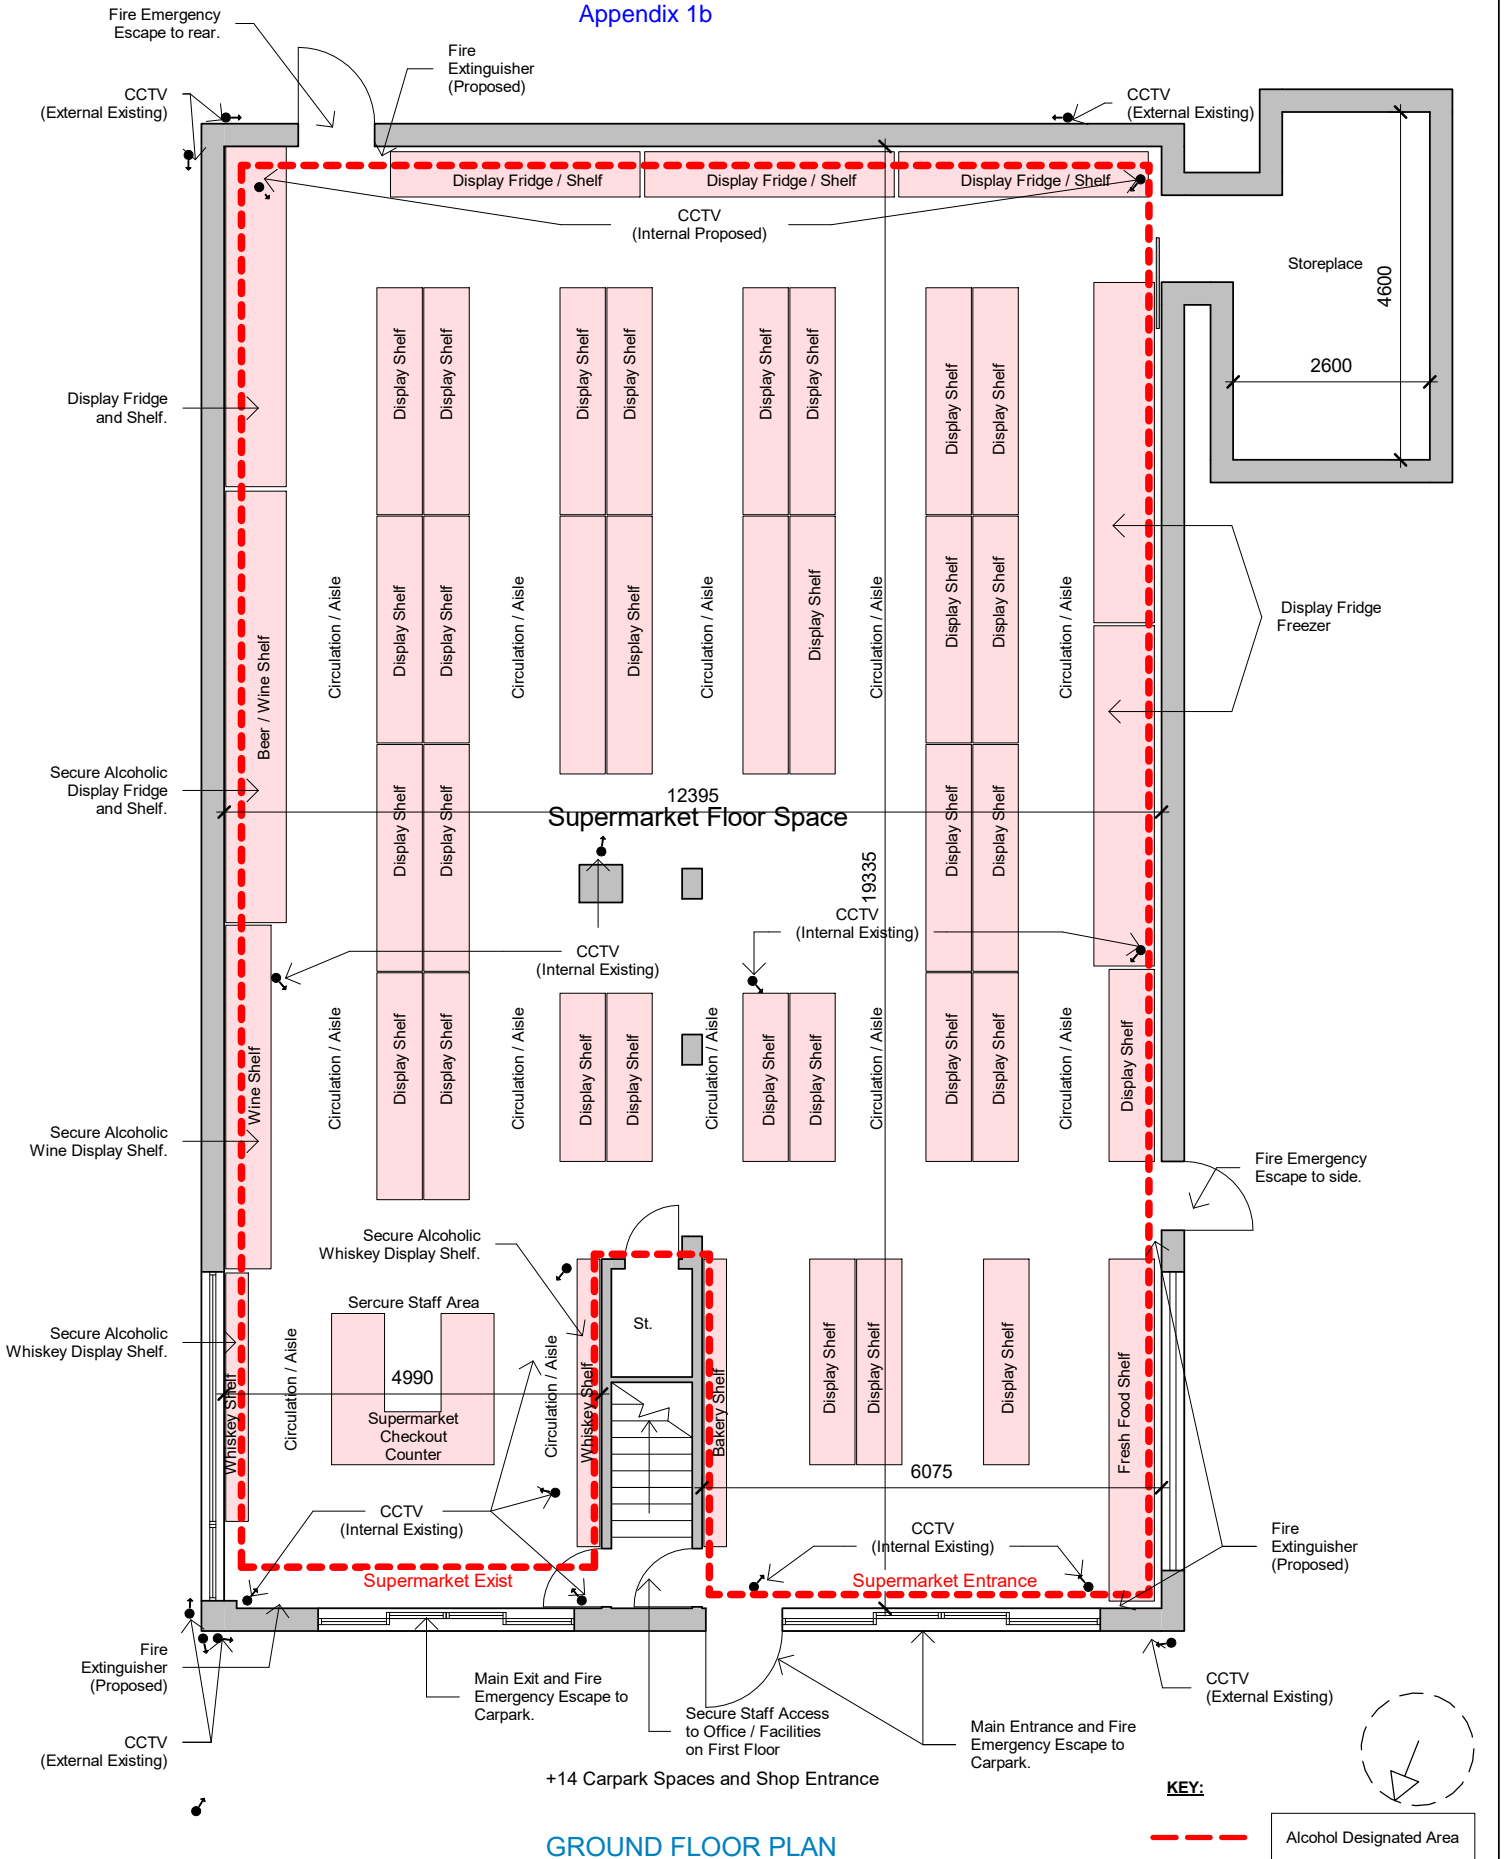 Appendix 1b
Fire Emergency
Escape to rear.
Fire
Extinguisher
(Proposed)
CCTV
(External Existing)
CCTV
(External Existing)
Display Fridge / Shelf
Display Fridge / Shelf
Display Fridge / Shelf
CCTV
(Internal Proposed)
Storeplace
4600
2600
Display Shelf
Display Shelf
Display Shelf
Display Shelf
Display Shelf
Display Shelf
Display Shelf
Display Shelf
Display Fridge
and Shelf.
Circulation / Aisle
Display Shelf
Display Shelf
Circulation / Aisle
Display Shelf
Circulation / Aisle
Display Shelf
Circulation / Aisle
Display Shelf
Display Shelf
Circulation / Aisle
Display Fridge
Freezer
Beer / Wine Shelf
Secure Alcoholic
Display Fridge
and Shelf.
Display Shelf
Display Shelf
12395
Supermarket Floor Space
19335
Display Shelf
Display Shelf
CCTV
(Internal Existing)
CCTV
(Internal Existing)
Wine Shelf
Circulation / Aisle
Display Shelf
Display Shelf
Circulation / Aisle
Display Shelf
Display Shelf
Circulation / Aisle
Display Shelf
Display Shelf
Circulation / Aisle
Display Shelf
Display Shelf
Circulation / Aisle
Display Shelf
Secure Alcoholic
Wine Display Shelf.
Fire Emergency
Escape to side.
Secure Alcoholic
Whiskey Display Shelf.
Sercure Staff Area
St.
Secure Alcoholic
Whiskey Display Shelf.
Whiskey Shelf
Circulation / Aisle
4990
Supermarket
Checkout
Counter
Circulation / Aisle
Whiskey Shelf
Bakery Shelf
Display Shelf
Display Shelf
Display Shelf
Fresh Food Shelf
6075
CCTV
(Internal Existing)
CCTV
(Internal Existing)
Fire
Extinguisher
(Proposed)
Supermarket Exist
Supermarket Entrance
Fire
Extinguisher
(Proposed)
Main Exit and Fire
Emergency Escape to
Carpark.
Secure Staff Access
to Office / Facilities
on First Floor
Main Entrance and Fire
Emergency Escape to
Carpark.
CCTV
(External Existing)
CCTV
(External Existing)
+14 Carpark Spaces and Shop Entrance
KEY:
Alcohol Designated Area
GROUND FLOOR PLAN